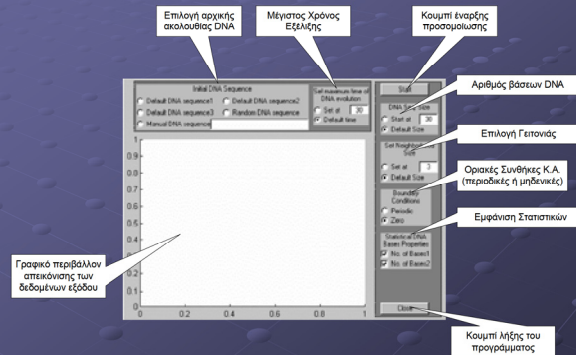 Επιλογή αρχικής
ακολουθίας DNA
Μέγιστος Χρόνος
Εξέλιξης
Κουμπί έναρξης
προσομοίωσης
Initial DNA Sequence
Default DNA sequence1
Default DNA sequence2
Default DNA sequence3
Random DNA sequence
Manual DNA sequence
Set maximum time of
DNA evolution
Set at 30
Default time
Start
DNA Size
Start at 30
Default Size
Set Neighborhood
Size
Set at 3
Default Size
Boundary
Conditions
Periodic
Zero
Statistical DNA
Bases Properties
No. of Bases1
No. of Bases2
Close
Αριθμός βάσεων DNA
Επιλογή Γειτονιάς
Οριακές Συνθήκες Κ.Α.
(περιοδικές ή μηδενικές)
Εμφάνιση Στατιστικών
Γραφικό περιβάλλον
απεικόνισης των
δεδομένων εξόδου
1
0.9
0.8
0.7
0.6
0.5
0.4
0.3
0.1
0
0 0.2 0.4 0.6 0.8 1
Κουμπί λήξης του
προγράμματος